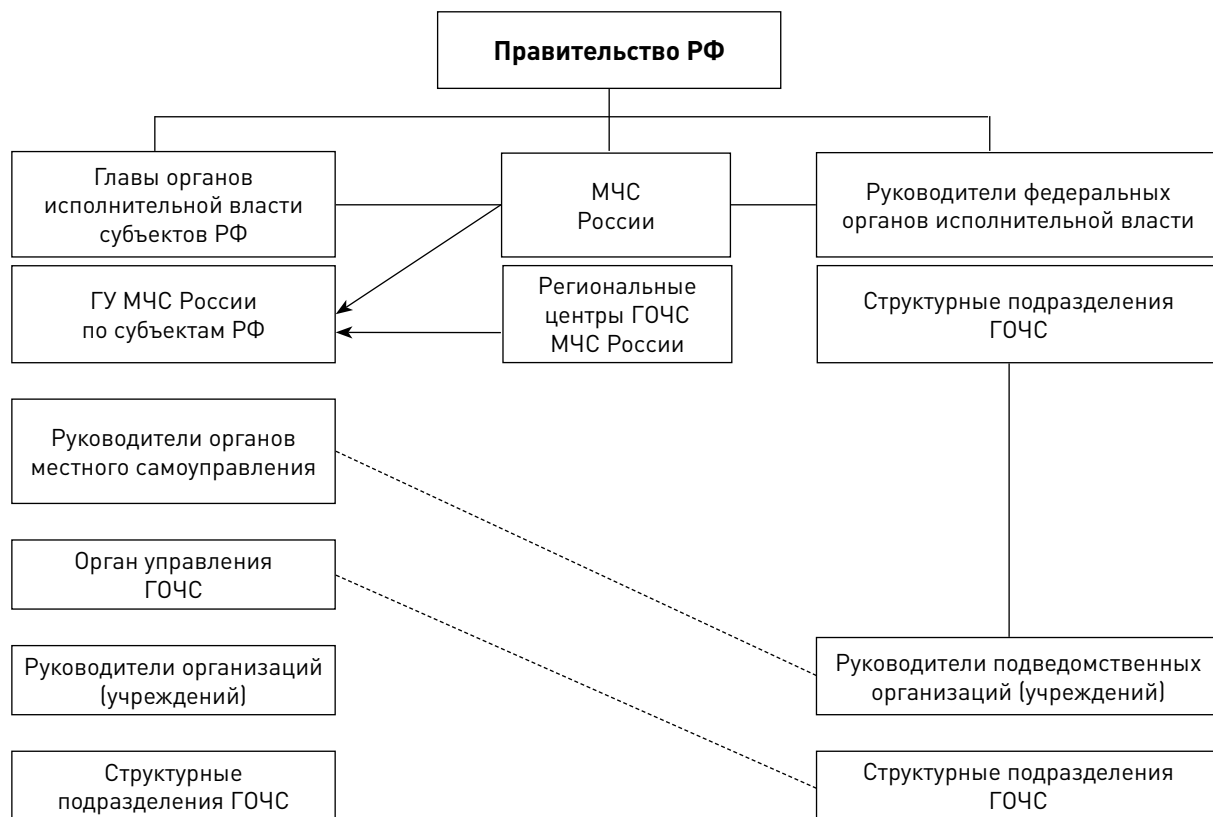 Правительство РФ
Главы органов
исполнительной власти
субъектов РФ
МЧС
России
Руководители федеральных
органов исполнительной власти
ГУ МЧС России
по субъектам РФ
Региональные
центры ГОЧС
МЧС России
Структурные подразделения
ГОЧС
Руководители органов
местного самоуправления
Орган управления
ГОЧС
Руководители организаций
(учреждений)
Руководители подведомственных
организаций (учреждений)
Структурные
подразделения ГОЧС
Структурные подразделения
ГОЧС